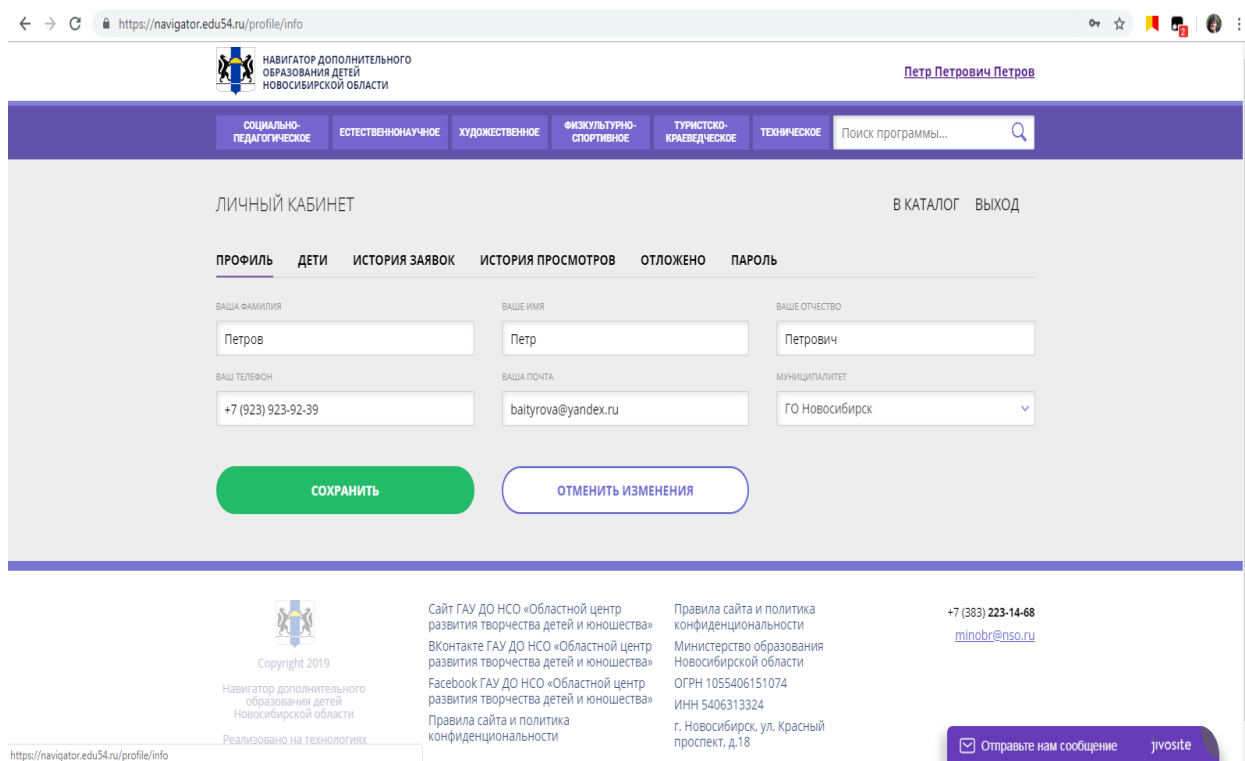 https://navigator.edu54.ru/profile/info
2
НАВИГАТОР ДОПОЛНИТЕЛЬНОГО
ОБРАЗОВАНИЯ ДЕТЕЙ
НОВОСИБИРСКОЙ ОБЛАСТИ
Петр Петрович Петров
СОЦИАЛЬНО-
ПЕДАГОГИЧЕСКОЕ
ЕСТЕСТВЕННОНАУЧНОЕ
ХУДОЖЕСТВЕННОЕ
ФИЗКУЛЬТУРНО-
СПОРТИВНОЕ
ТУРИСТСКО-
КРАЕВЕДЧЕСКОЕ
ТЕХНИЧЕСКОЕ
Поиск программы...
ЛИЧНЫЙ КАБИНЕТ
В КАТАЛОГ ВЫХОД
ПРОФИЛЬ ДЕТИ ИСТОРИЯ ЗАЯВОК ИСТОРИЯ ПРОСМОТРОВ ОТЛОЖЕНО ПАРОЛЬ
ВАША ФАМИЛИЯ ВАШЕ ИМЯ ВАШЕ ОТЧЕСТВО
Петров Петр Петрович
ВАШ ТЕЛЕФОН ВАША ПОЧТА МУНИЦИПАЛИТЕТ
+7 (923) 923-92-39 baityrova@yandex.ru ГО Новосибирск
СОХРАНИТЬ ОТМЕНИТЬ ИЗМЕНЕНИЯ
Copyright 2019
Навигатор дополнительного
образования детей
Новосибирской области
Реализовано на технологиях
Сайт ГАУ ДО НСО «Областной центр
развития творчества детей и юношества»
ВКонтакте ГАУ ДО НСО «Областной центр
развития творчества детей и юношества»
Facebook ГАУ ДО НСО «Областной центр
развития творчества детей и юношества»
Правила сайта и политика
конфиденциональности
Правила сайта и политика
конфиденциональности
Министерство образования
Новосибирской области
ОГРН 1055406151074
ИНН 5406313324
г. Новосибирск, ул. Красный
проспект, д.18
+7 (383) 223-14-68
minobr@nso.ru
Отправьте нам сообщение jivosite
https://navigator.edu54.ru/profile/info